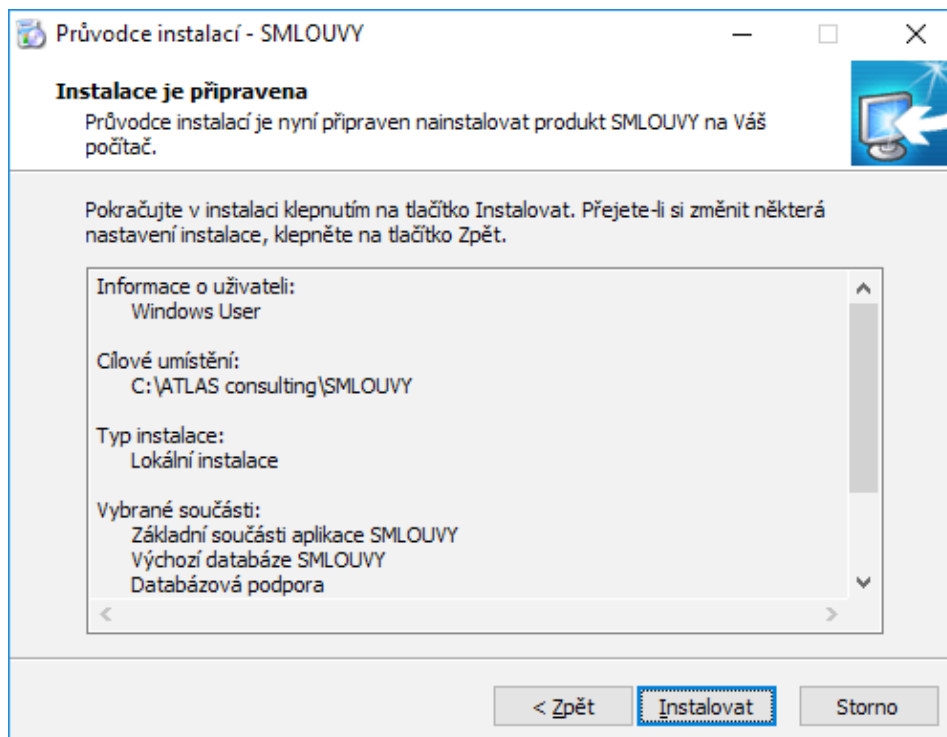 Průvodce instalací - SMLOUVY
Instalace je připravena
Průvodce instalací je nyní připraven nainstalovat produkt SMLOUVY na Váš
počítač.
Pokračujte v instalaci klepnutím na tlačítko Instalovat. Přejete-li si změnit některá
nastavení instalace, klepněte na tlačítko Zpět.
Informace o uživateli:
Windows User
Cílové umístění:
C:\ATLAS consulting\SMLOUVY
Typ instalace:
Lokální instalace
Vybrané součásti:
Základní součásti aplikace SMLOUVY
Výchozí databáze SMLOUVY
Databázová podpora
< Zpět
Instalovat
Storno